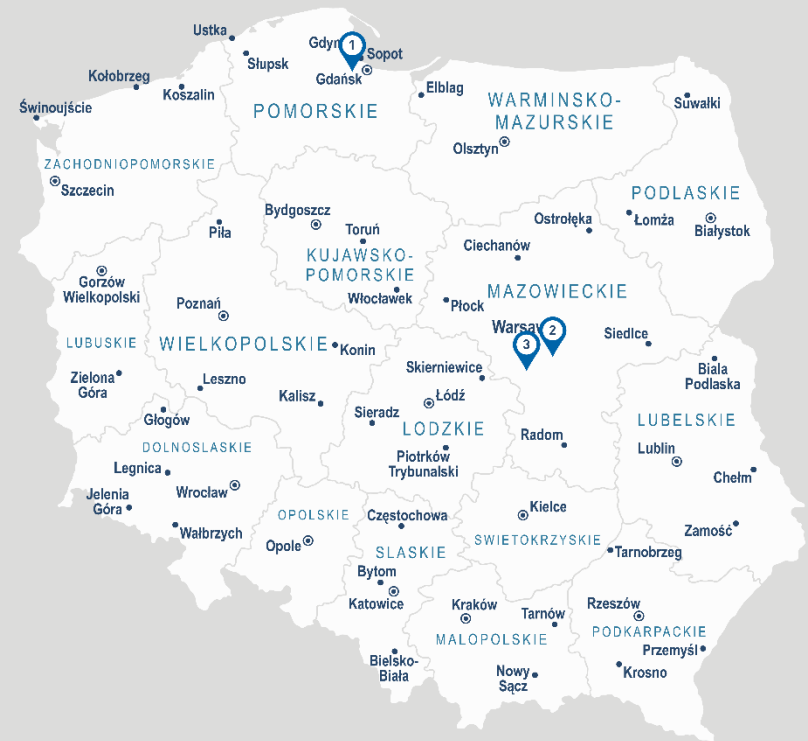 Ustka
Gdyn
1
Sopot
Słupsk
Gdańsk
Kołobrzeg
Koszalin
Elblag
Świnoujście
POMORSKIE
WARMINSKO-
MAZURSKIE
Suwałki
Olsztyn
ZACHODNIOPOMORSKIE
Szczecin
PODLASKIE
Bydgoszcz
Toruń
Piła
Ostrołęka
Łomża
Białystok
Ciechanów
KUJAWSKO-
POMORSKIE
Gorzów
Wielkopolski
Włocławek
MAZOWIECKIE
Poznań
Płock
Warsaw
2
3
Siedlce
LUBUSKIE
WIELKOPOLSKIE
Konin
Skierniewice
Biala
Podlaska
Zielona
Góra
Leszno
Kalisz
Łódź
Sieradz
Głogów
LODZKIE
LUBELSKIE
Radom
DOLNOSLASKIE
Piotrków
Trybunalski
Lublin
Legnica
Chełm
Wroclaw
Jelenia
Góra
OPOLSKIE
Częstochowa
Kielce
Wałbrzych
Zamość
Opole
SLASKIE
SWIETOKRZYSKIE
Tarnobrzeg
Bytom
Katowice
Kraków
Tarnów
Rzeszów
MALOPOLSKIE
PODKARPACKIE
Przemyśl
Bielsko-
Biała
Nowy
Sącz
Krosno